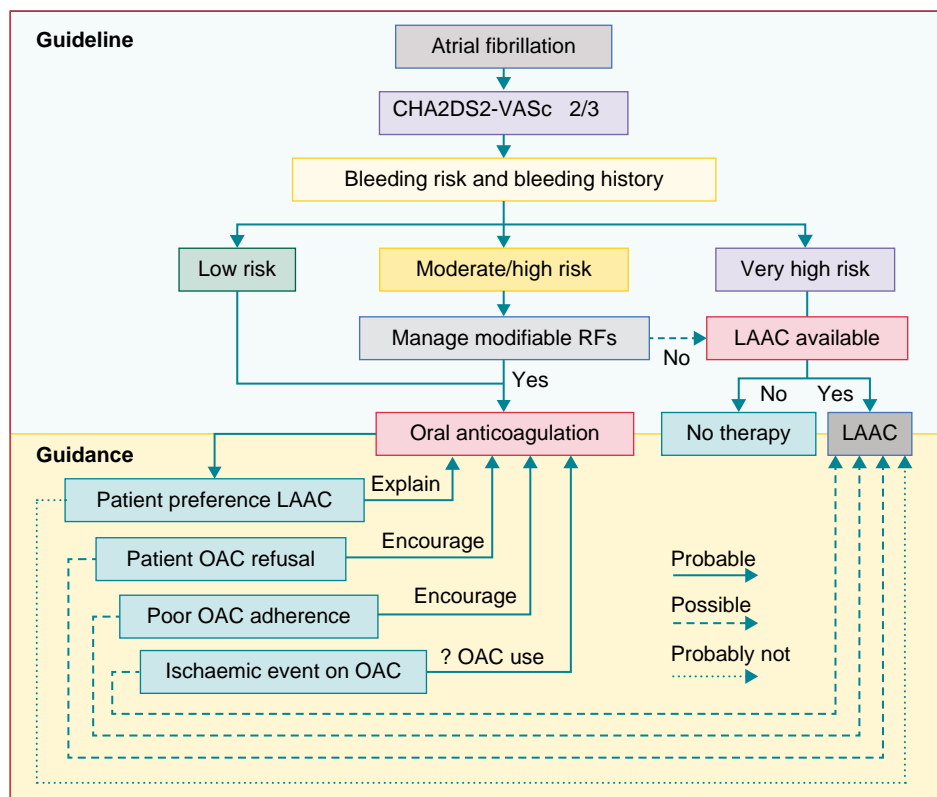 Guideline
Atrial fibrillation
CHA2DS2-VASc 2/3
Bleeding risk and bleeding history
Low risk
Moderate/high risk
Very high risk
Manage modifiable RFs
No
LAAC available
Yes
No
Yes
Oral anticoagulation
No therapy
LAAC
Guidance
Patient preference LAAC
Explain
Patient OAC refusal
Encourage
Poor OAC adherence
Encourage
Ischaemic event on OAC
? OAC use
Probable
Possible
Probably not